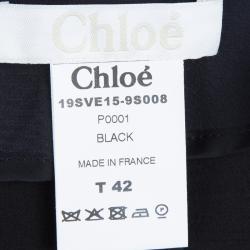 Chloé
Chloé
19SVE15-9S008
P0001
BLACK
MADE IN FRANCE
T 42